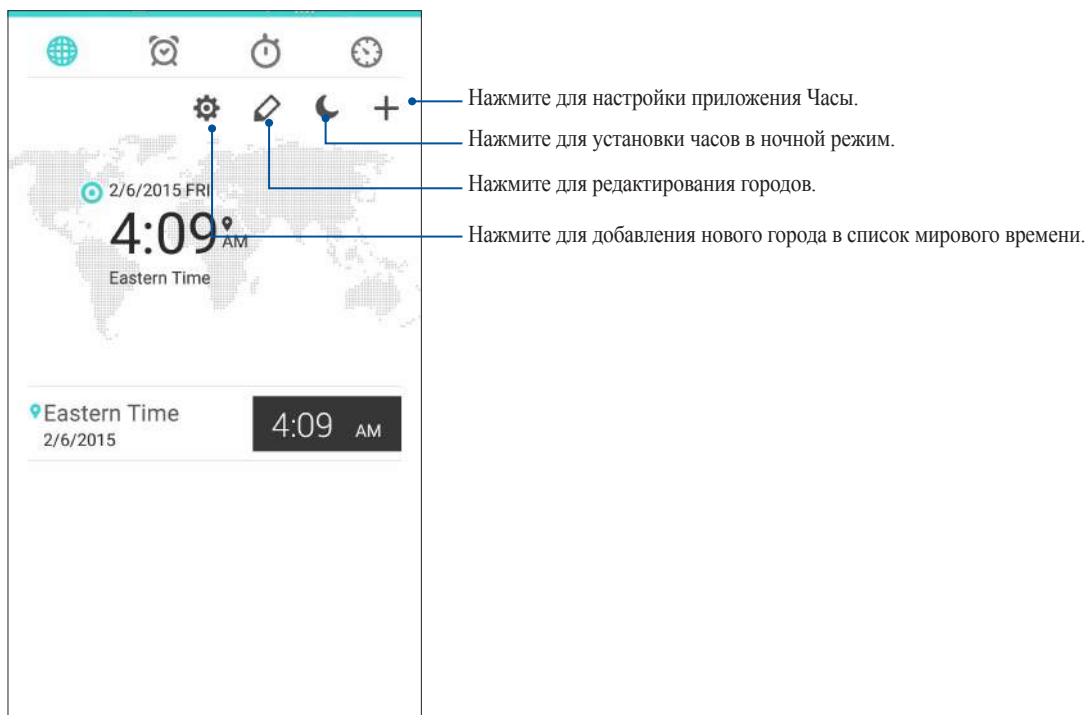 Нажмите для настройки приложения Часы.
Нажмите для установки часов в ночной режим.
2/6/2015 FRI
Нажмите для редактирования городов.
4:09 AM
Нажмите для добавления нового города в список мирового времени.
Eastern Time
Eastern Time
2/6/2015
4:09 AM